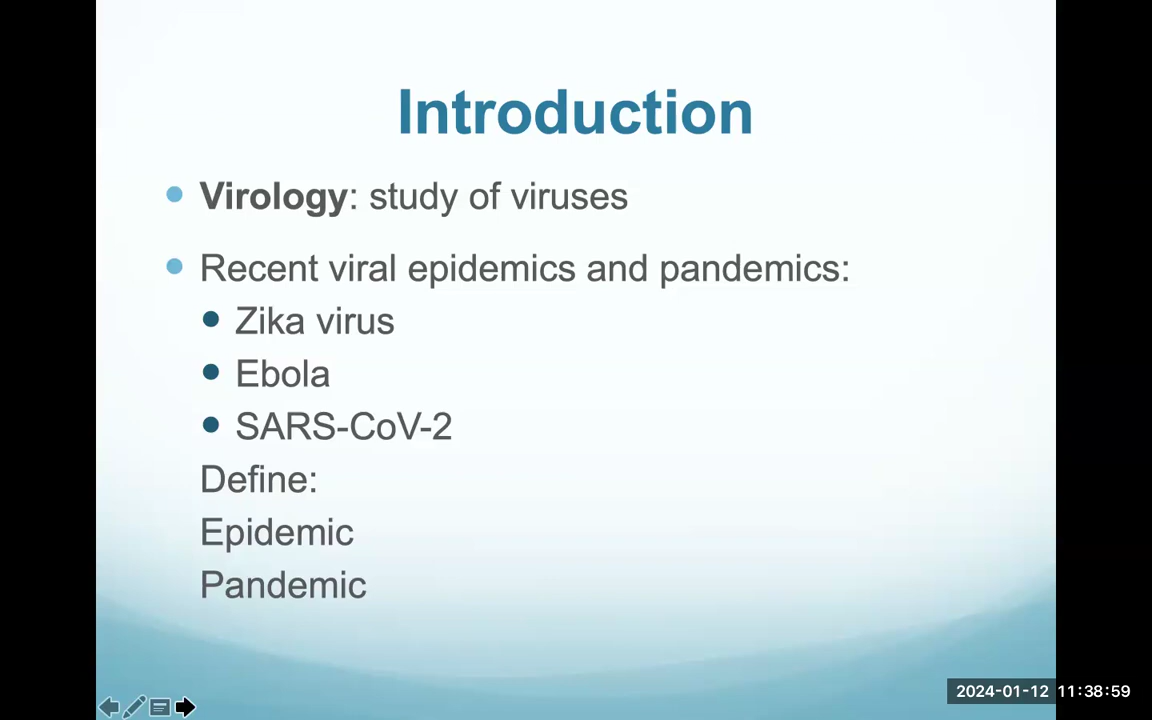 Introduction
Virology: study of viruses
Recent viral epidemics and pandemics:
Zika virus
Ebola
SARS-CoV-2
Define:
Epidemic
Pandemic
2024-01-12 11:38:59